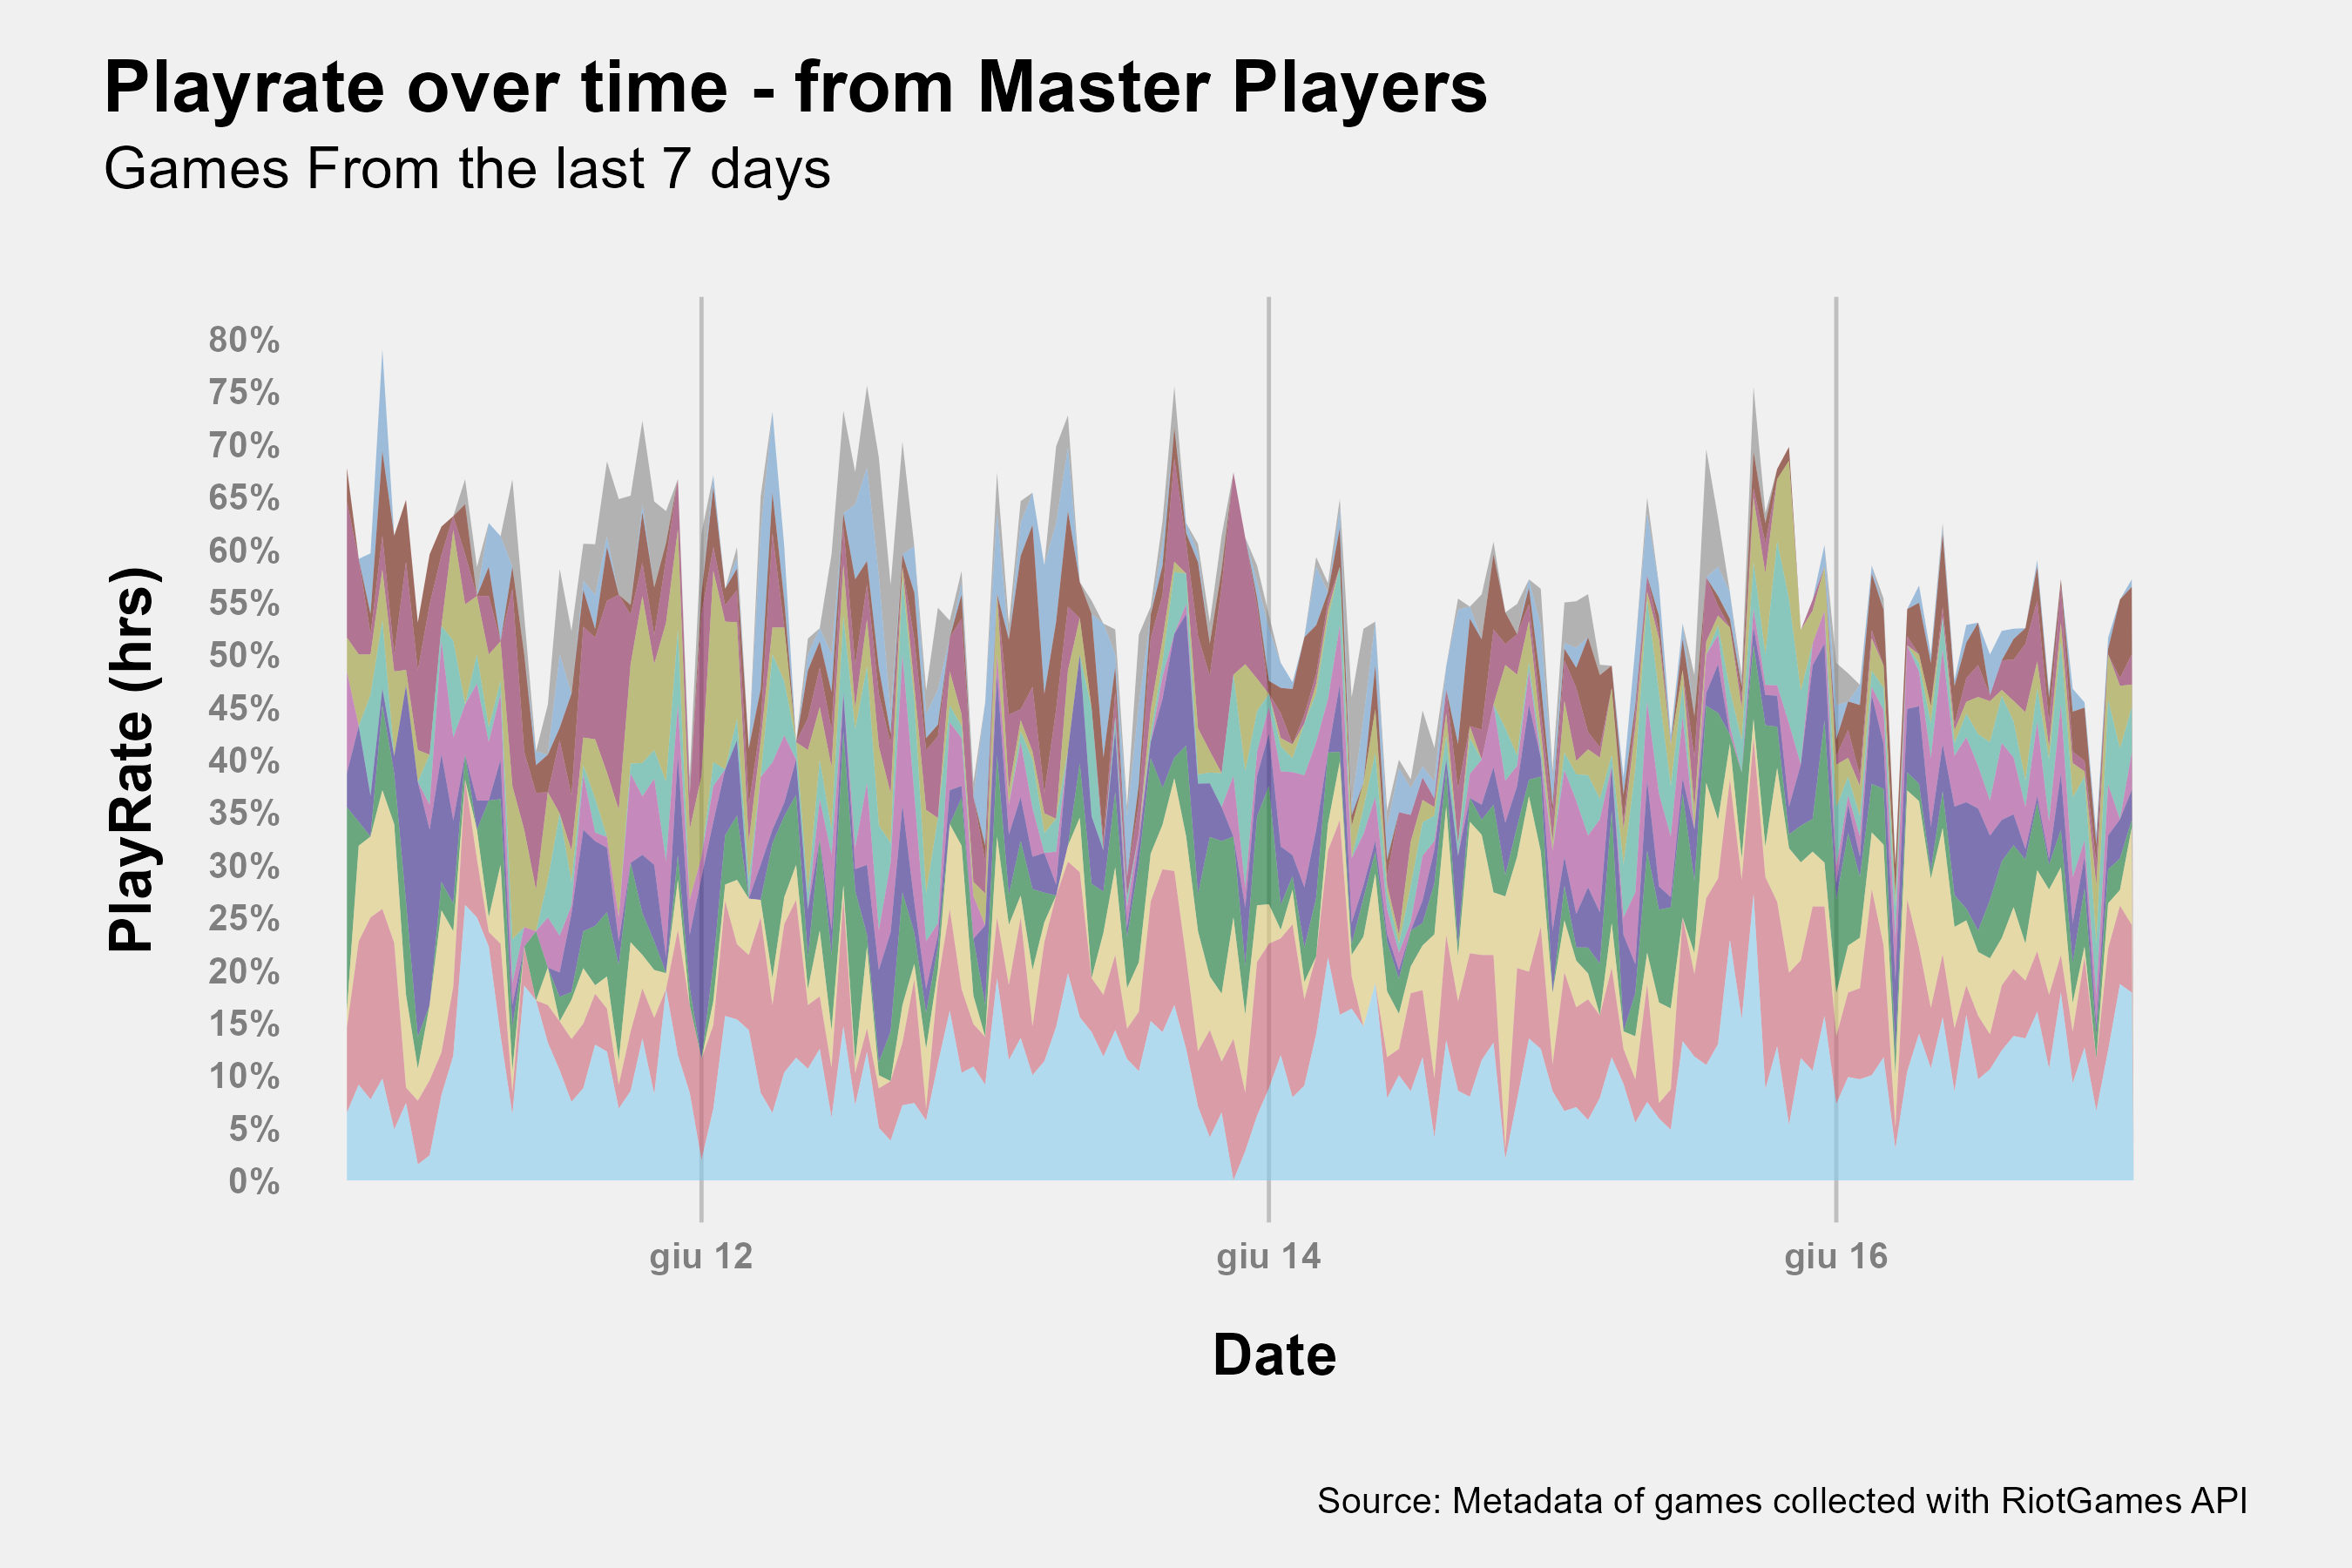 Playrate over time - from Master Players
Games From the last 7 days
PlayRate (hrs)
80%
75%
70%
65%
60%
55%
50%
45%
40%
35%
30%
25%
20%
15%
10%
5%
0%
giu 12
giu 14
giu 16
Date
Source: Metadata of games collected with RiotGames API